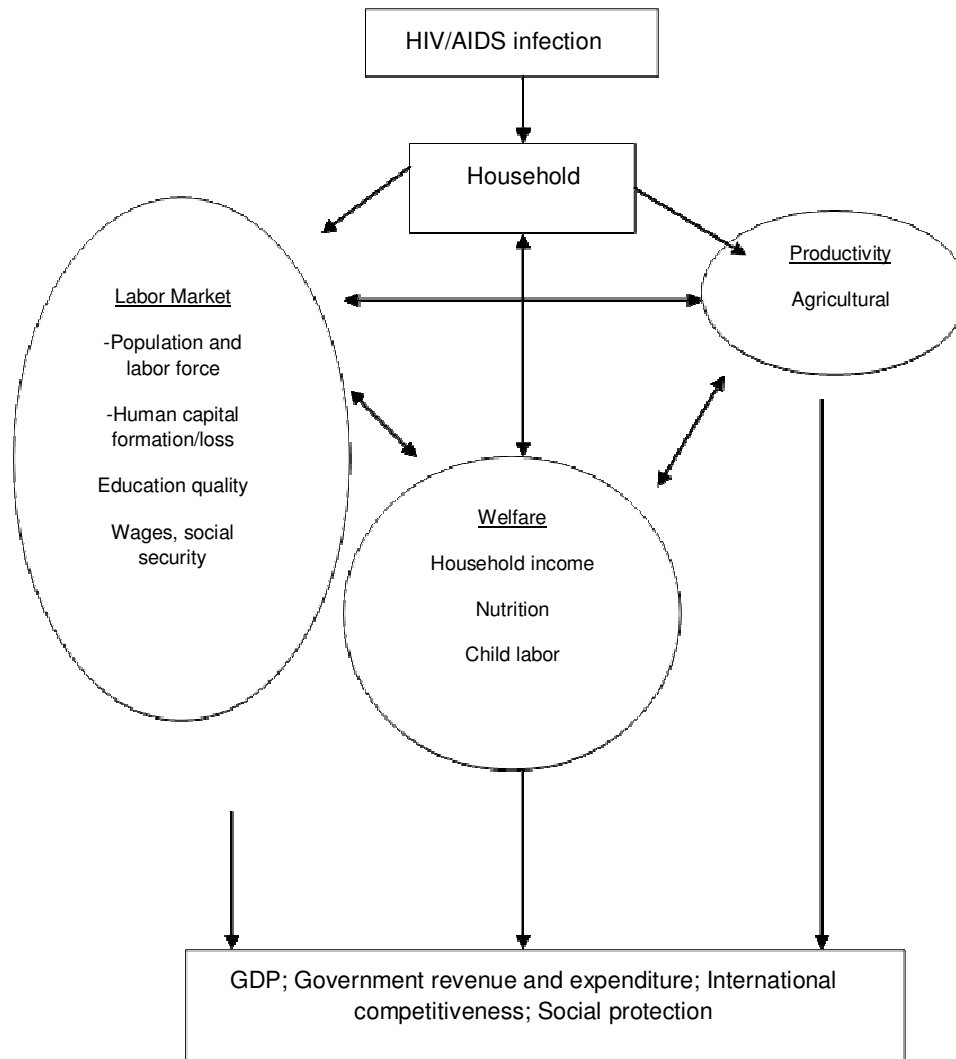 HIV/AIDS infection
Household
Labor Market
-Population and
labor force
-Human capital
formation/loss
Education quality
Wages, social
security
Productivity
Agricultural
Welfare
Household income
Nutrition
Child labor
GDP; Government revenue and expenditure; International
competitiveness; Social protection